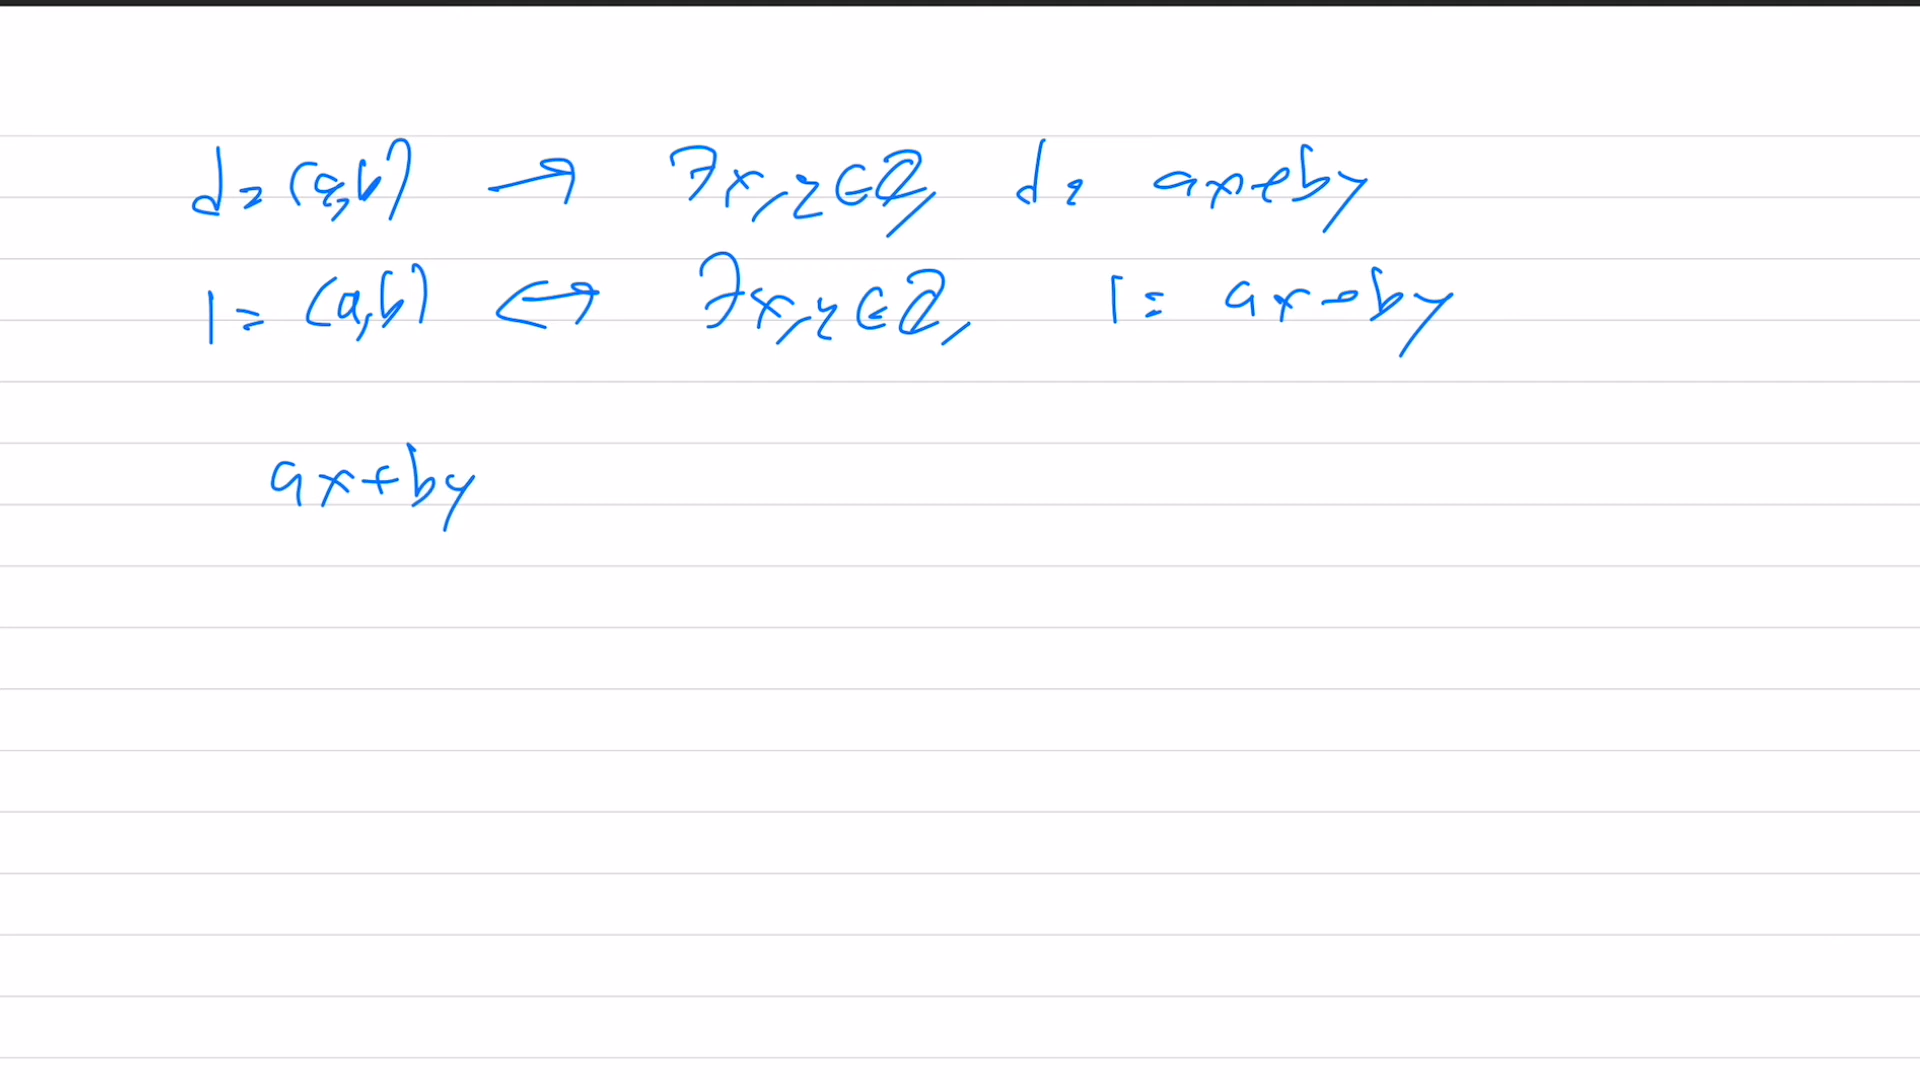 d = (a,b) → ∃x,y∈ℤ, d = ax+by
1 = (a,b) ↔ ∃x,y∈ℤ, 1 = ax+by
ax+by